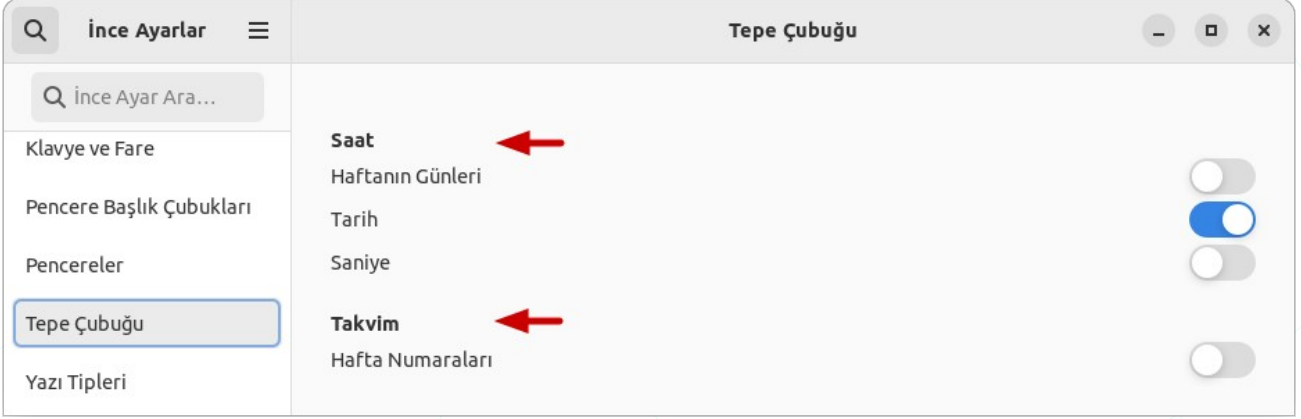 İnce Ayarlar
Tepe Çubuğu
İnce Ayar Ara...
Klavye ve Fare
Pencere Başlık Çubukları
Pencereler
Tepe Çubuğu
Yazı Tipleri
Saat
Haftanın Günleri
Tarih
Saniye
Takvim
Hafta Numaraları